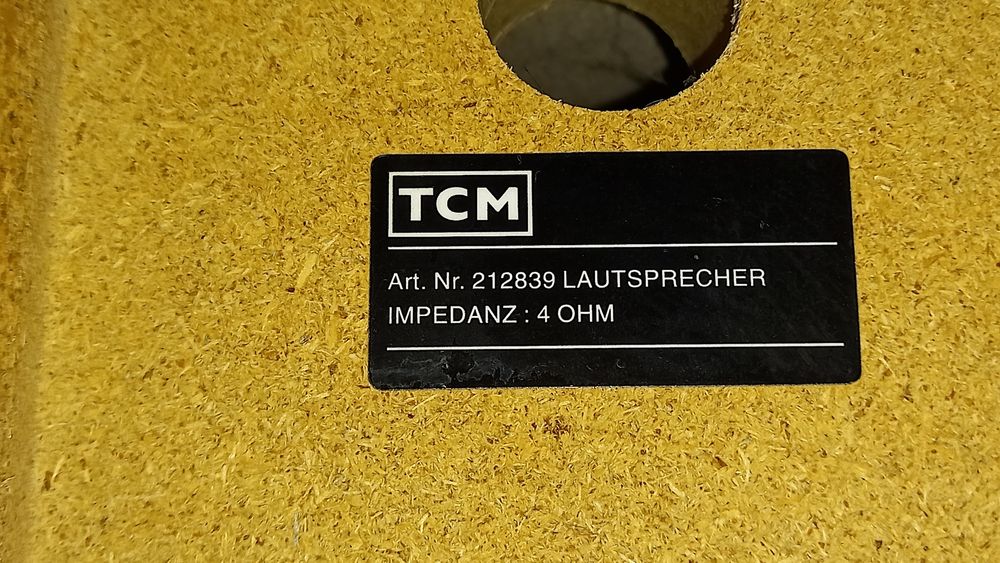 TCM
Art. Nr. 212839 LAUTSPRECHER
IMPEDANZ : 4 OHM